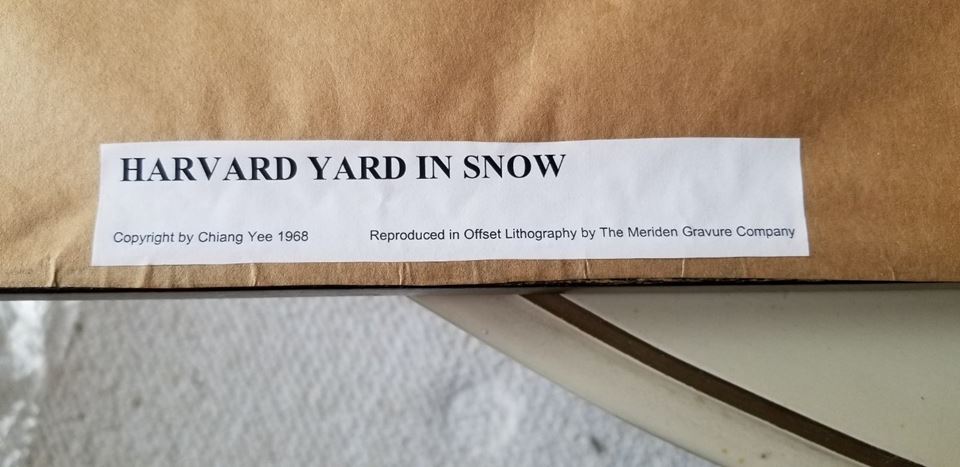 HARVARD YARD IN SNOW
Copyright by Chiang Yee 1968 Reproduced in Offset Lithography by The Meriden Gravure Company